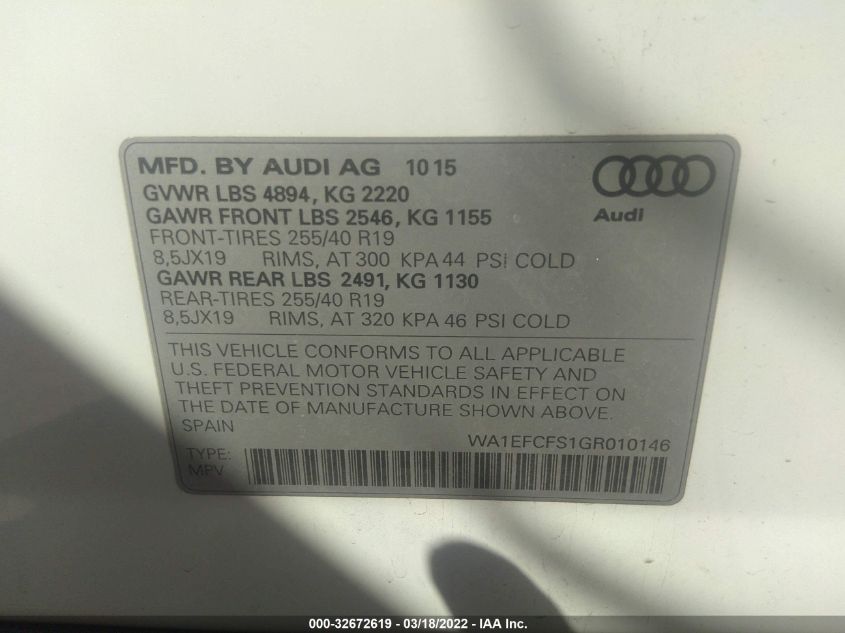 MFD. BY AUDI AG 10 15
Audi
GVWR LBS 4894, KG 2220
GAWR FRONT LBS 2546, KG 1155
FRONT-TIRES 255/40 R19
8,5JX19 RIMS, AT 300 KPA 44 PSI COLD
GAWR REAR LBS 2491, KG 1130
REAR-TIRES 255/40 R19
8,5JX19 RIMS, AT 320 KPA 46 PSI COLD
THIS VEHICLE CONFORMS TO ALL APPLICABLE
U.S. FEDERAL MOTOR VEHICLE SAFETY AND
THEFT PREVENTION STANDARDS IN EFFECT ON
THE DATE OF MANUFACTURE SHOWN ABOVE.
SPAIN
WA1EFCFS1GR010146
TYPE:
MPV
000-32672619 - 03/18/2022 - IAA Inc.